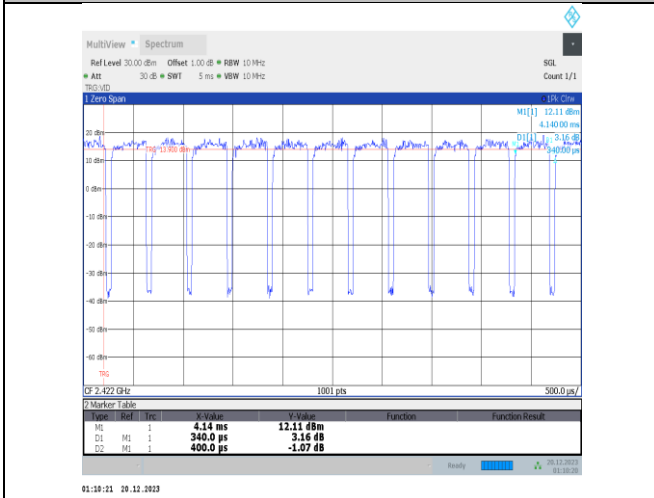 MultiView Spectrum
Ref Level 30.00 dBm Offset 1.00 dB RBW 10 MHz SGL
Att 30 dB SWT 5 ms VBW 10 MHz Count 1/1
TRG:VID
1 Zero Span 1Pk Clrw
M1[1] 12.11 dBm
4.140 00 ms
20 dBm D1[1] 3.16 dB
TRG 13.900 dBm 340.00 µs
10 dBm
0 dBm
-10 dBm
-20 dBm
-30 dBm
-40 dBm
-50 dBm
-60 dBm
TRG
CF 2.422 GHz 1001 pts 500.0 µs/
2 Marker Table
Type Ref Trc X-Value Y-Value Function Function Result
M1 1 4.14 ms 12.11 dBm
D1 M1 1 340.0 µs 3.16 dB
D2 M1 1 400.0 µs -1.07 dB
Ready 20.12.2023
01:10:20
01:10:21 20.12.2023